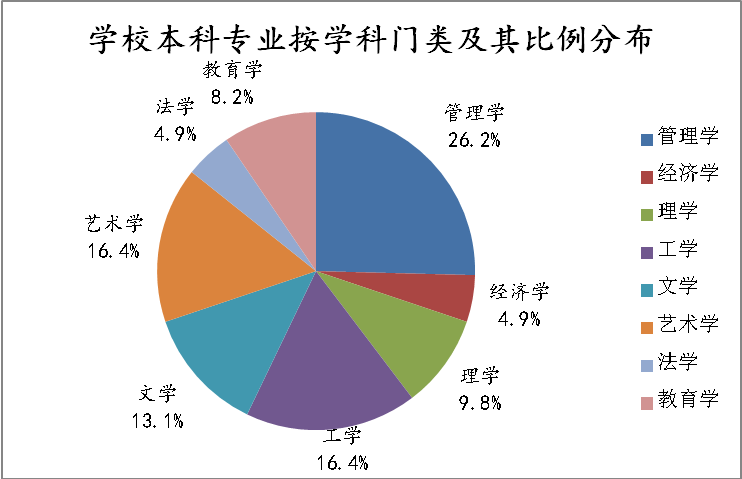 学校本科专业按学科门类及其比例分布
教育学
8.2%
法学
4.9%
管理学
26.2%
艺术学
16.4%
经济学
4.9%
文学
13.1%
理学
9.8%
工学
16.4%
管理学
经济学
理学
工学
文学
艺术学
法学
教育学